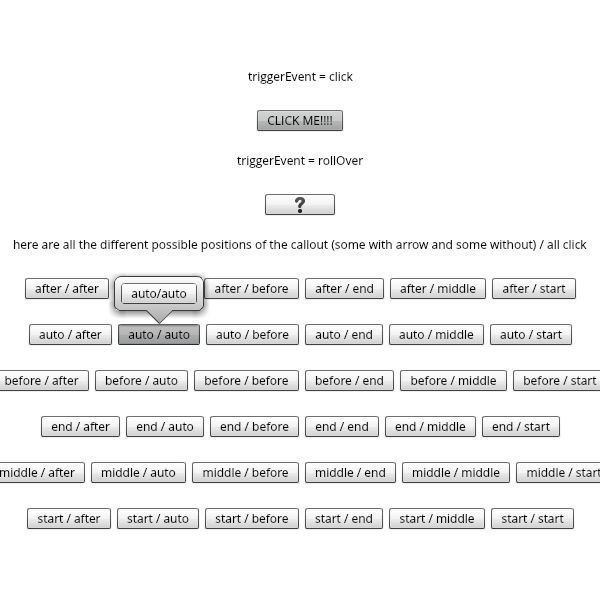 triggerEvent = click
CLICK ME!!!!
triggerEvent = rollOver
?
here are all the different possible positions of the callout (some with arrow and some without) / all click
after / after auto/auto after / before after / end after / middle after / start
auto / after auto / auto auto / before auto / end auto / middle auto / start
before / after before / auto before / before before / end before / middle before / start
end / after end / auto end / before end / end end / middle end / start
middle / after middle / auto middle / before middle / end middle / middle middle / start
start / after start / auto start / before start / end start / middle start / start